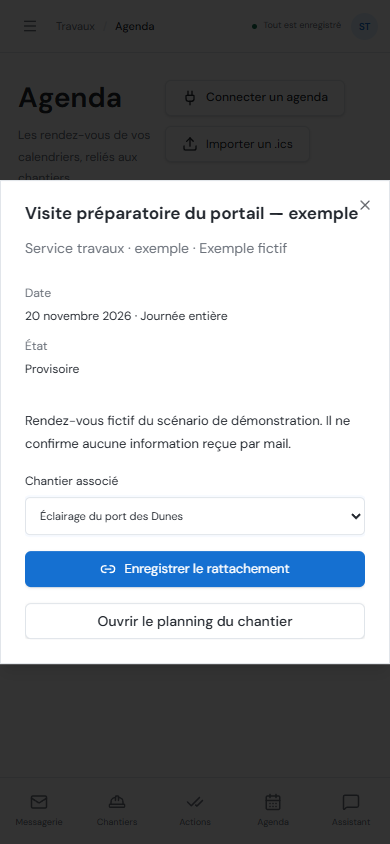 Travaux / Agenda
Tout est enregistré
ST
Agenda
Connecter un agenda
Les rendez-vous de vos
calendriers, reliés aux
chantiers
Importer un .ics
Visite préparatoire du portail — exemple
Service travaux · exemple · Exemple fictif
Date
20 novembre 2026 · Journée entière
État
Provisoire
Rendez-vous fictif du scénario de démonstration. Il ne
confirme aucune information reçue par mail.
Chantier associé
Éclairage du port des Dunes
Enregistrer le rattachement
Ouvrir le planning du chantier
Messagerie
Chantiers
Actions
Agenda
Assistant